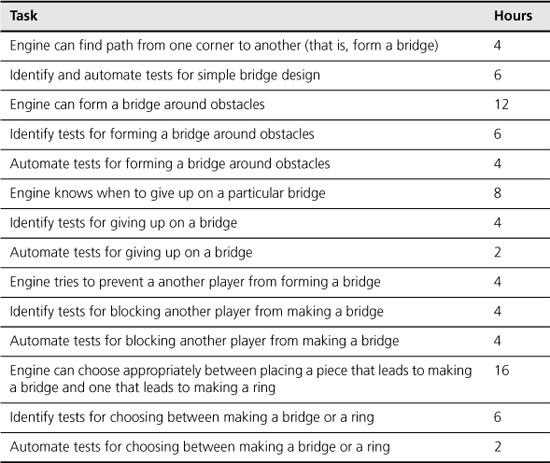 Task Hours
Engine can find path from one corner to another (that is, form a bridge) 4
Identify and automate tests for simple bridge design 6
Engine can form a bridge around obstacles 12
Identify tests for forming a bridge around obstacles 6
Automate tests for forming a bridge around obstacles 4
Engine knows when to give up on a particular bridge 8
Identify tests for giving up on a bridge 4
Automate tests for giving up on a bridge 2
Engine tries to prevent a another player from forming a bridge 4
Identify tests for blocking another player from making a bridge 4
Automate tests for blocking another player from making a bridge 4
Engine can choose appropriately between placing a piece that leads to making 16
a bridge and one that leads to making a ring
Identify tests for choosing between making a bridge or a ring 6
Automate tests for choosing between making a bridge or a ring 2